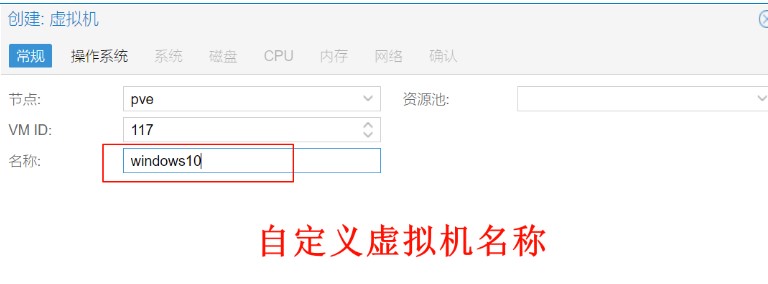 创建: 虚拟机
常规 操作系统 系统 磁盘 CPU 内存 网络 确认
节点: pve 资源池:
VM ID: 117
名称: windows10
自定义虚拟机名称